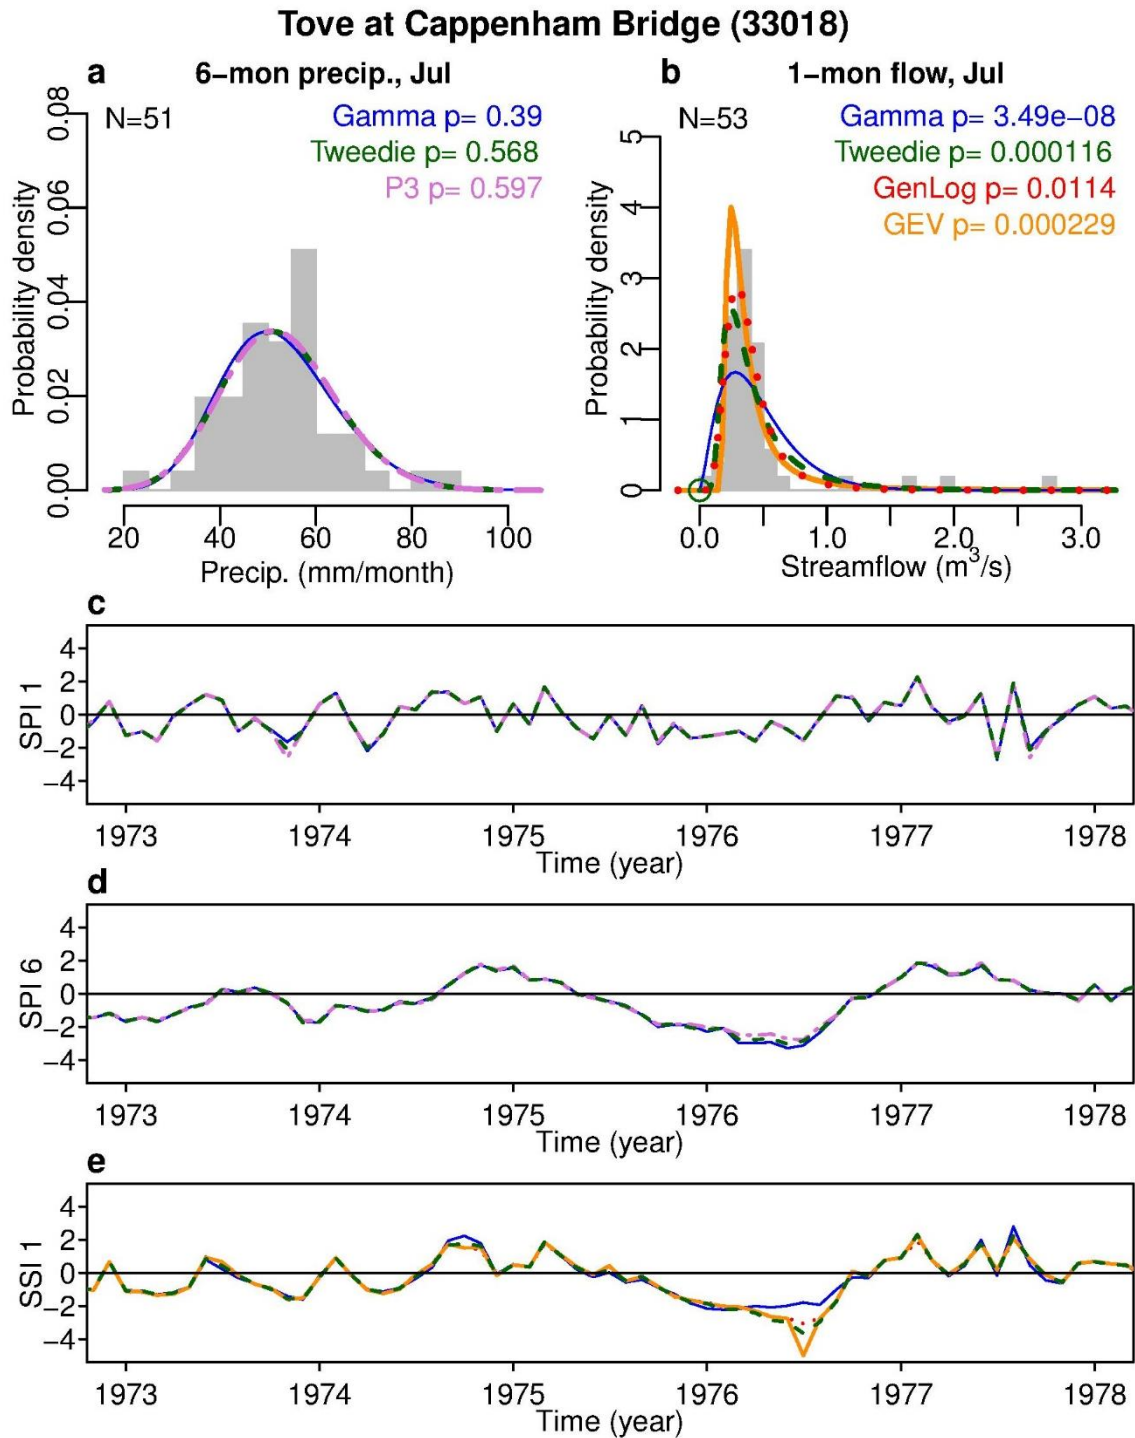 Tove at Cappenham Bridge (33018)
a 6−mon precip., Jul
N=51
Gamma p= 0.39
Tweedie p= 0.568
P3 p= 0.597
Probability density
0.00 0.02 0.04 0.06 0.08
20 40 60 80 100
Precip. (mm/month)
b 1−mon flow, Jul
N=53
Gamma p= 3.49e−08
Tweedie p= 0.000116
GenLog p= 0.0114
GEV p= 0.000229
Probability density
0 1 2 3 4 5
0.0 1.0 2.0 3.0
Streamflow (m³/s)
c
SPI 1
4
2
0
−2
−4
1973 1974 1975 1976 1977 1978
Time (year)
d
SPI 6
4
2
0
−2
−4
1973 1974 1975 1976 1977 1978
Time (year)
e
SSI 1
4
2
0
−2
−4
1973 1974 1975 1976 1977 1978
Time (year)